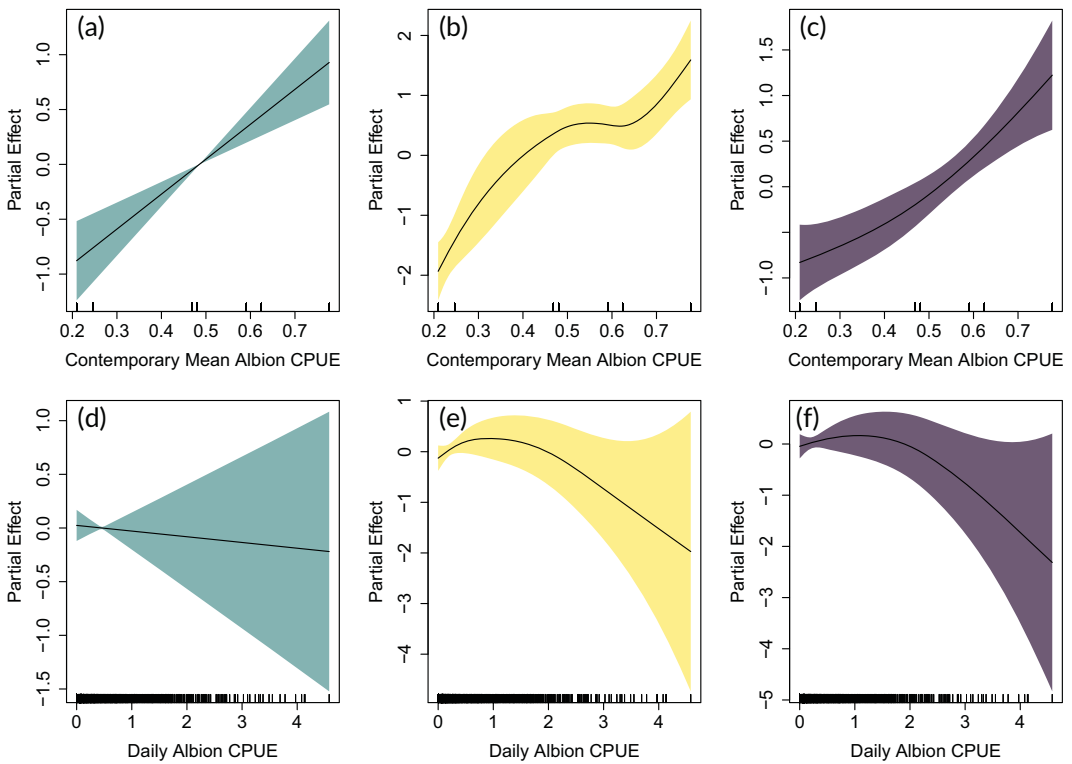 (a)
Partial Effect
1.0
0.5
0.0
−0.5
−1.0
0.2 0.3 0.4 0.5 0.6 0.7
Contemporary Mean Albion CPUE
(b)
Partial Effect
2
1
0
−1
−2
0.2 0.3 0.4 0.5 0.6 0.7
Contemporary Mean Albion CPUE
(c)
Partial Effect
1.5
1.0
0.5
0.0
−1.0
0.2 0.3 0.4 0.5 0.6 0.7
Contemporary Mean Albion CPUE
(d)
Partial Effect
1.0
0.5
0.0
−0.5
−1.0
−1.5
0 1 2 3 4
Daily Albion CPUE
(e)
Partial Effect
1
0
−1
−2
−4
0 1 2 3 4
Daily Albion CPUE
(f)
Partial Effect
0
−1
−2
−3
−4
−5
0 1 2 3 4
Daily Albion CPUE